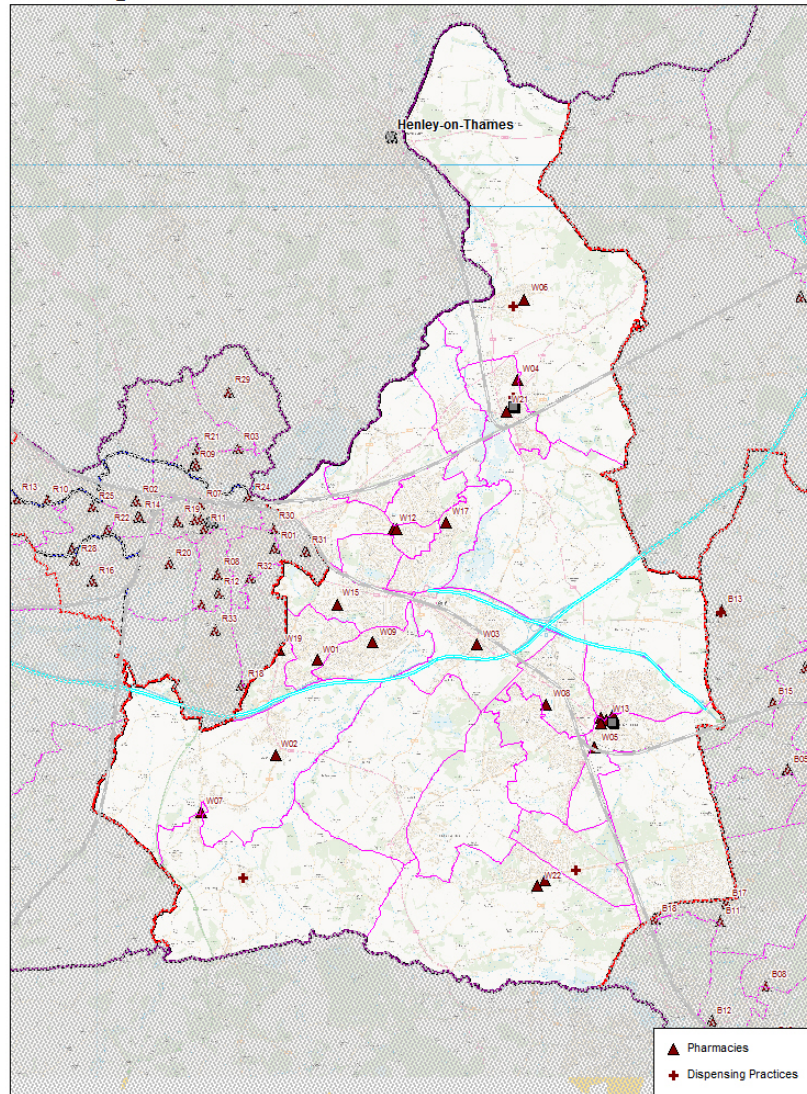 Henley-on-Thames
W06
W04
R29
W21
R21
R03
R09
R24
R13
R10
R02
R07
R25
R14
R19
R11
W12
W17
R22
R30
R28
R01
R31
R20
R08
R32
R16
R12
W15
B13
R33
W19
W09
W03
W01
R18
W08
B15
W13
W05
W02
B05
W07
W22
B17
B18
B11
B08
B12
Pharmacies
Dispensing Practices